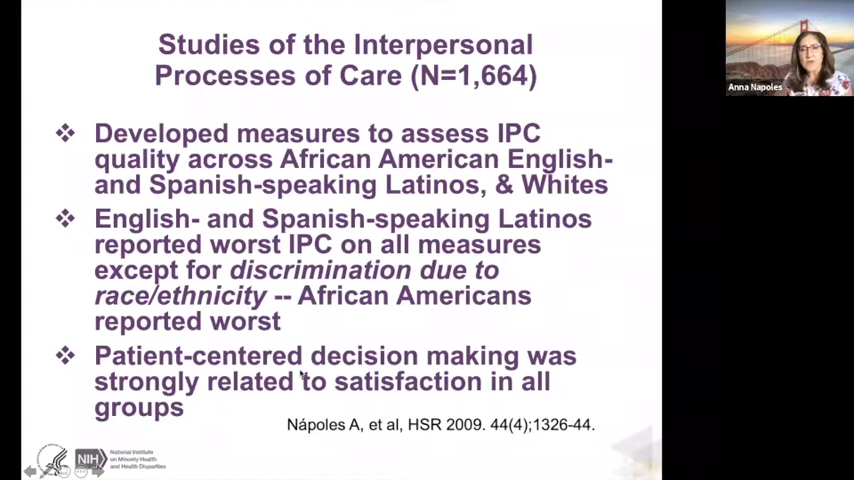 Studies of the Interpersonal
Processes of Care (N=1,664)
Developed measures to assess IPC
quality across African American English-
and Spanish-speaking Latinos, & Whites
English- and Spanish-speaking Latinos
reported worst IPC on all measures
except for discrimination due to
race/ethnicity -- African Americans
reported worst
Patient-centered decision making was
strongly related to satisfaction in all
groups
Nápoles A, et al, HSR 2009. 44(4);1326-44.
NIH
National Institute
on Minority Health
and Health Disparities
Anna Napoles